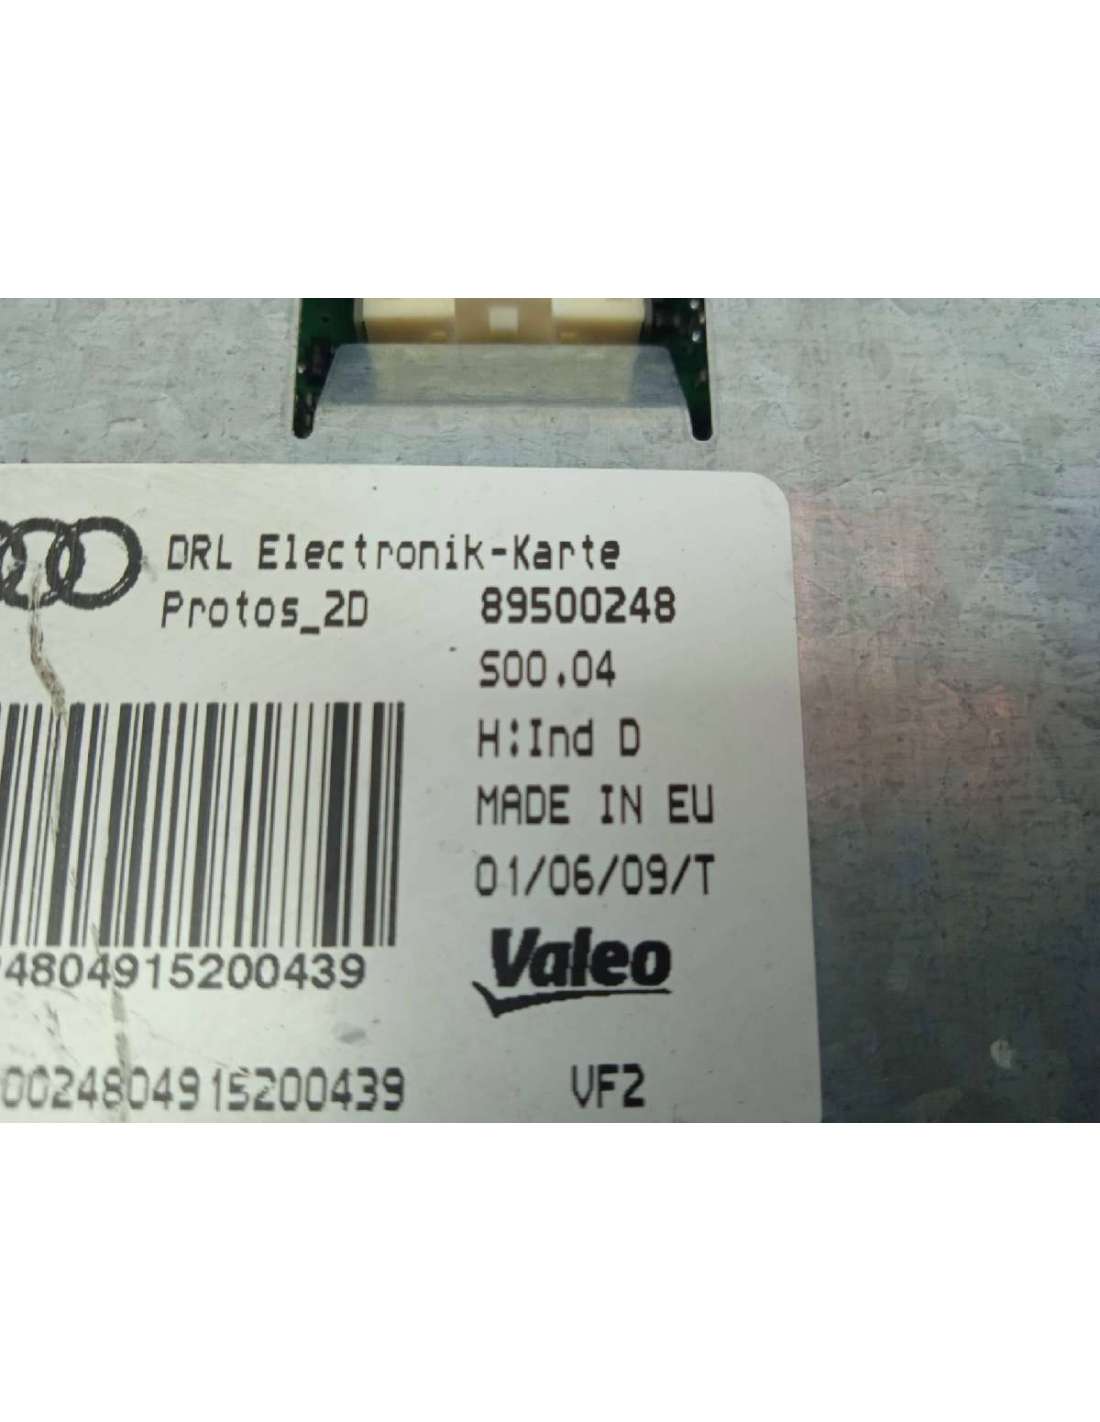 DRL Electronik-Karte
Protos_2D 89500248
S00.04
H:Ind D
MADE IN EU
01/06/09/T
Valeo
4804915200439
VF2
0024804915200439